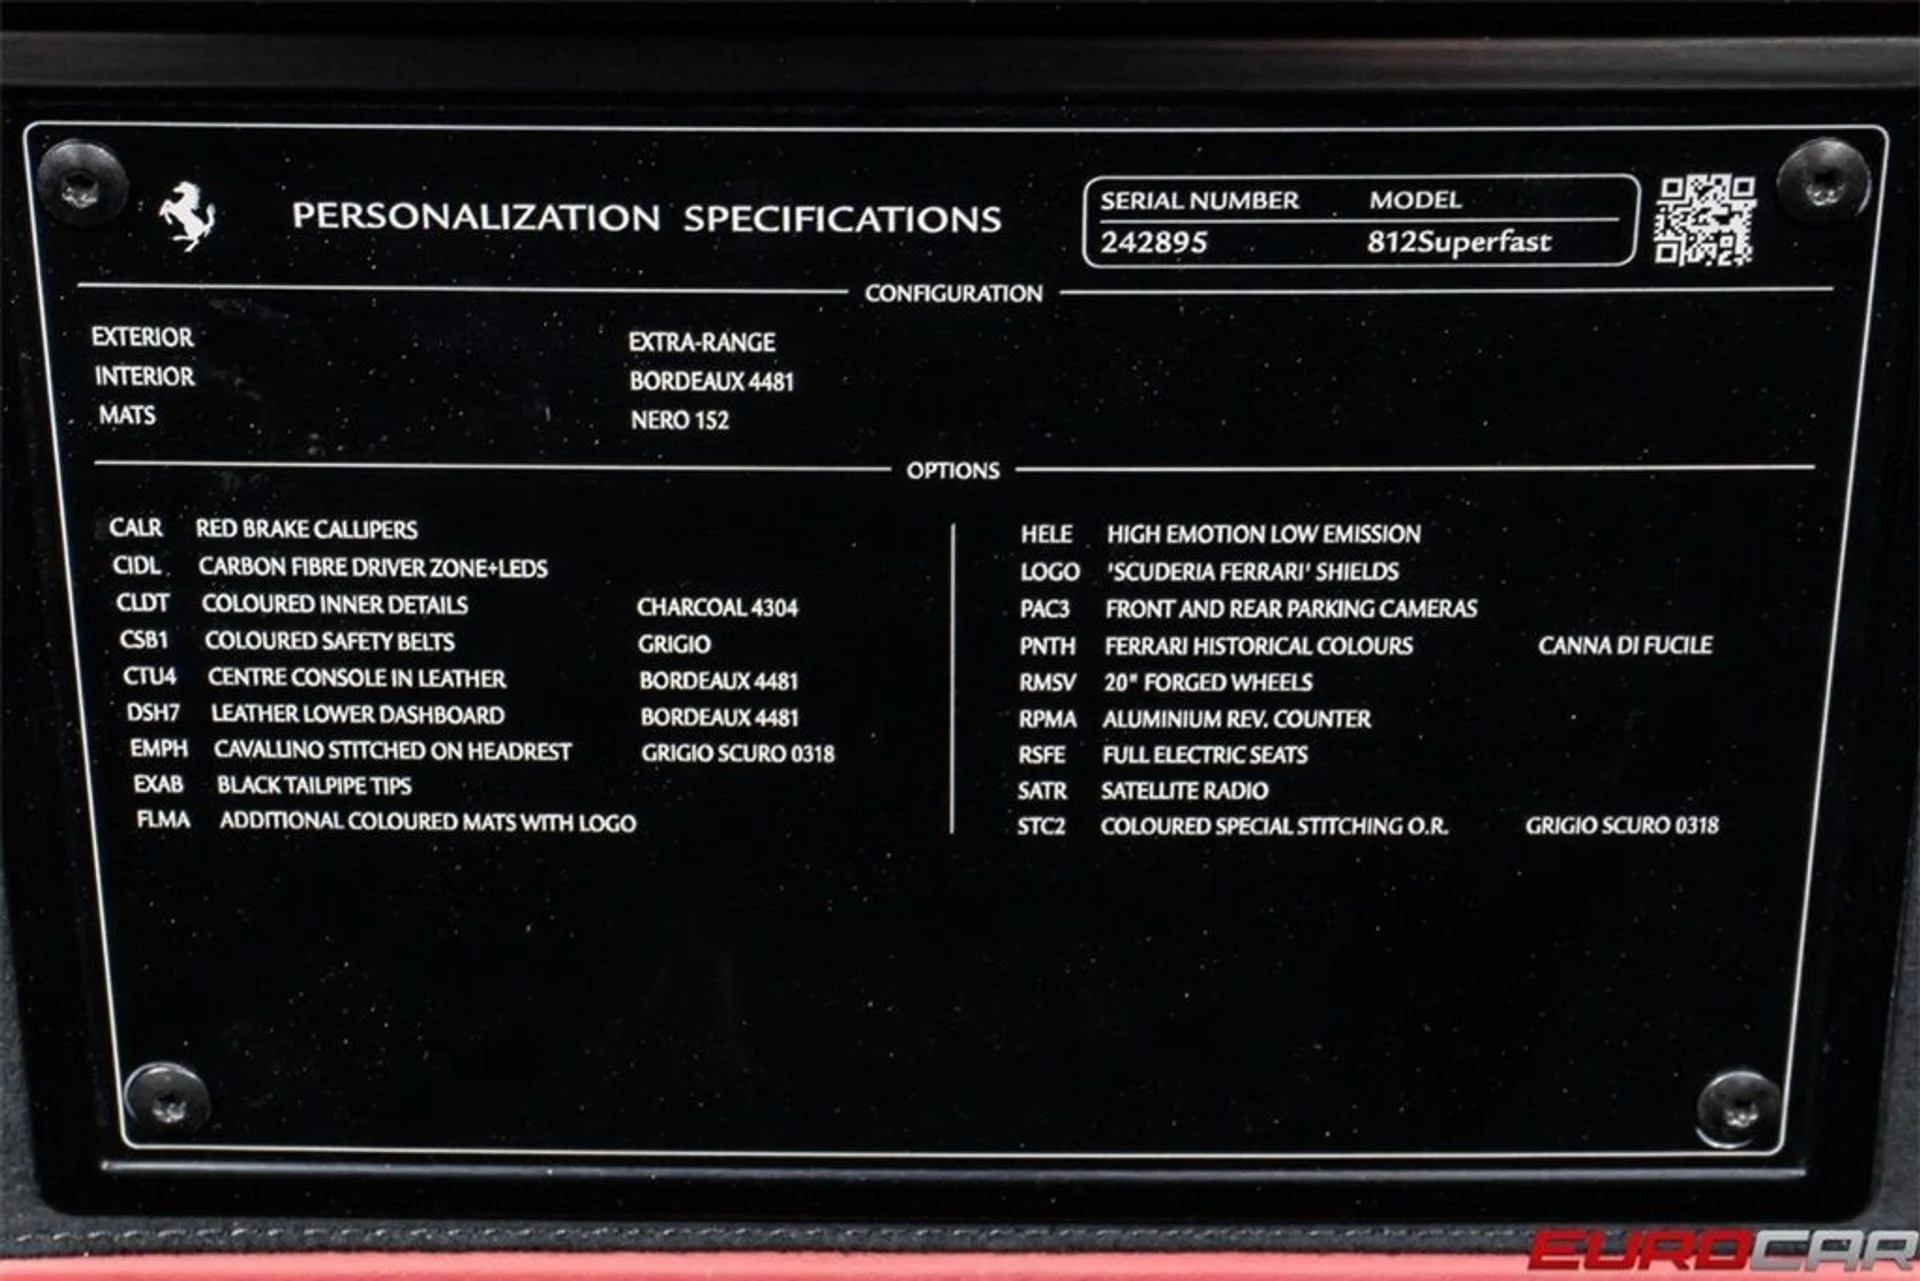 PERSONALIZATION SPECIFICATIONS
SERIAL NUMBER MODEL
242895 812Superfast
CONFIGURATION
EXTERIOR EXTRA-RANGE
INTERIOR BORDEAUX 4481
MATS NERO 152
OPTIONS
CALR RED BRAKE CALLIPERS
CIDL CARBON FIBRE DRIVER ZONE+LEDS
CLDT COLOURED INNER DETAILS CHARCOAL 4304
CSB1 COLOURED SAFETY BELTS GRIGIO
CTU4 CENTRE CONSOLE IN LEATHER BORDEAUX 4481
DSH7 LEATHER LOWER DASHBOARD BORDEAUX 4481
EMPH CAVALLINO STITCHED ON HEADREST GRIGIO SCURO 0318
EXAB BLACK TAILPIPE TIPS
FLMA ADDITIONAL COLOURED MATS WITH LOGO
HELE HIGH EMOTION LOW EMISSION
LOGO 'SCUDERIA FERRARI' SHIELDS
PAC3 FRONT AND REAR PARKING CAMERAS
PNTH FERRARI HISTORICAL COLOURS CANNA DI FUCILE
RMSV 20" FORGED WHEELS
RPMA ALUMINIUM REV. COUNTER
RSFE FULL ELECTRIC SEATS
SATR SATELLITE RADIO
STC2 COLOURED SPECIAL STITCHING O.R. GRIGIO SCURO 0318
EUROCAR